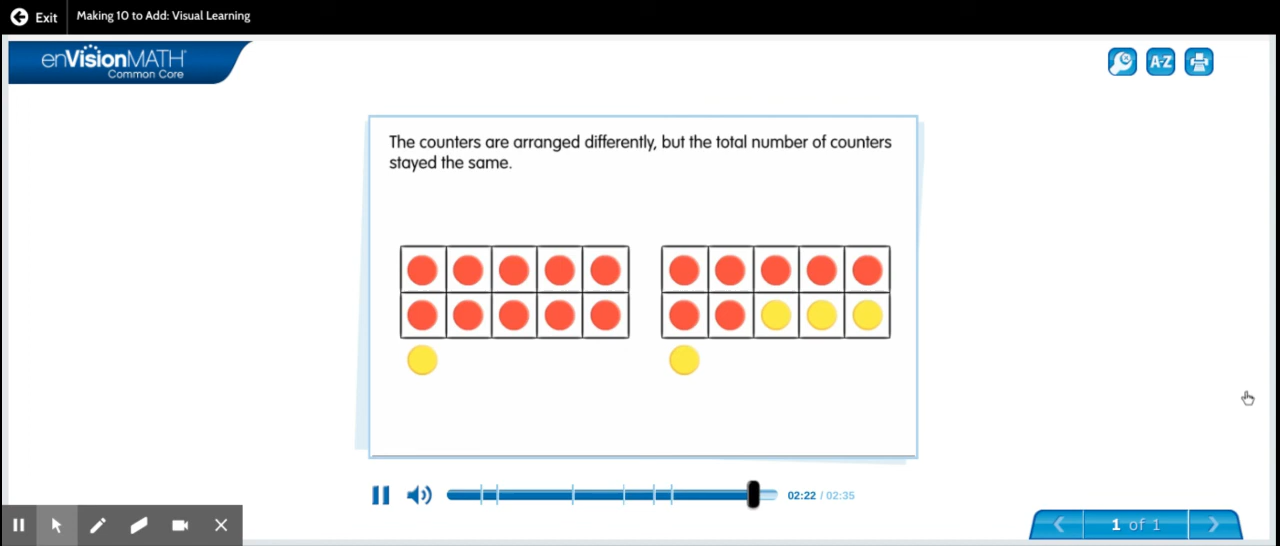 Exit
Making 10 to Add: Visual Learning
enVisionMATH®
Common Core
A-Z
The counters are arranged differently, but the total number of counters
stayed the same.
02:22 / 02:35
1 of 1